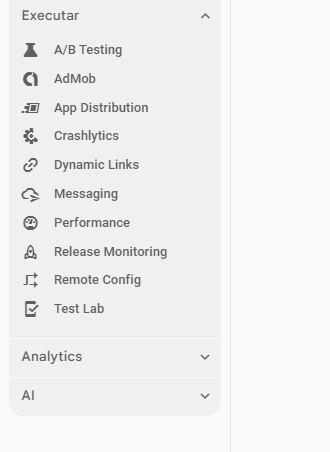 Executar
A/B Testing
AdMob
App Distribution
Crashlytics
Dynamic Links
Messaging
Performance
Release Monitoring
Remote Config
Test Lab
Analytics
AI